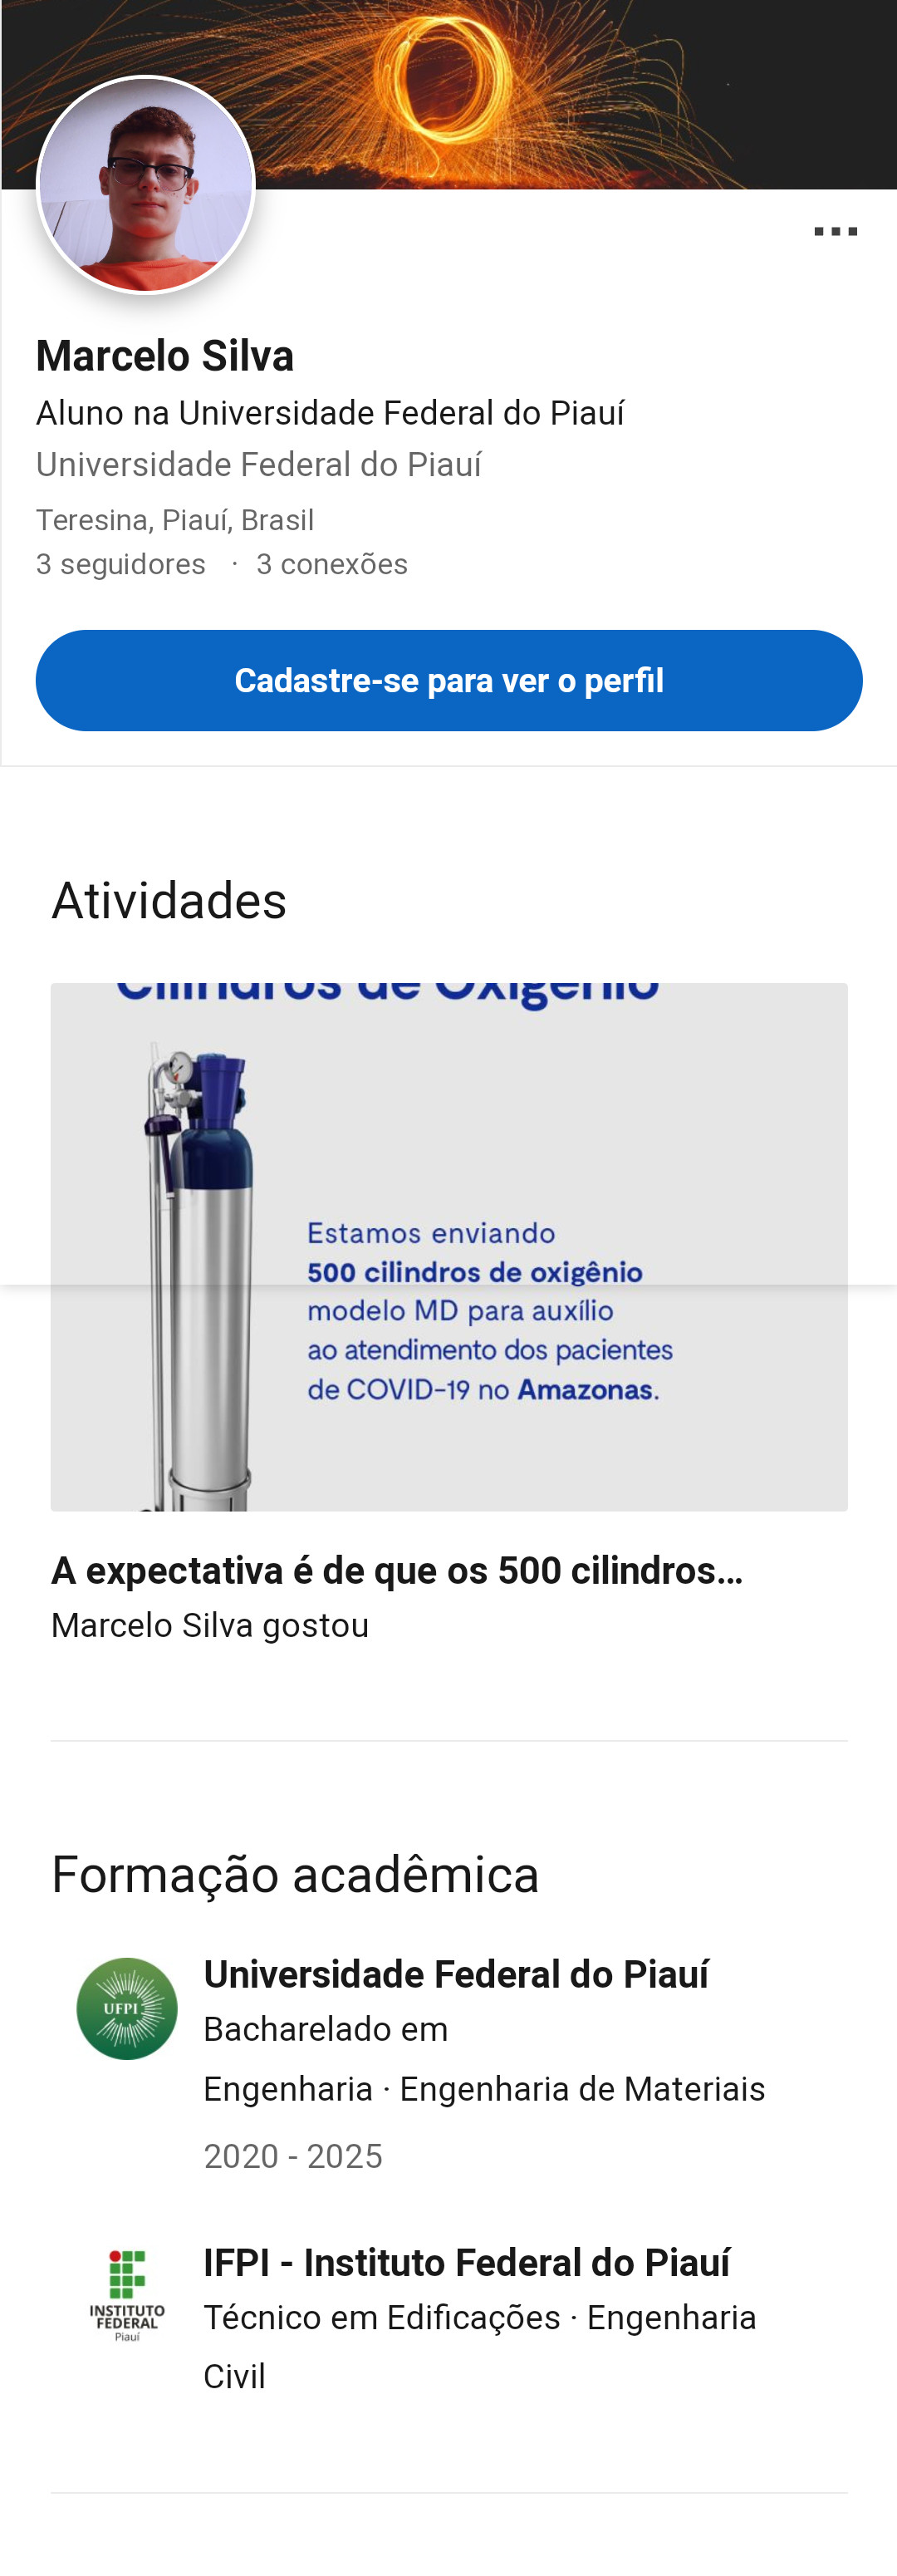 Marcelo Silva
Aluno na Universidade Federal do Piauí
Universidade Federal do Piauí
Teresina, Piauí, Brasil
3 seguidores · 3 conexões
Cadastre-se para ver o perfil
Atividades
Cilindros de Oxigênio
Estamos enviando
500 cilindros de oxigênio
modelo MD para auxílio
ao atendimento dos pacientes
de COVID-19 no Amazonas.
A expectativa é de que os 500 cilindros...
Marcelo Silva gostou
Formação acadêmica
Universidade Federal do Piauí
UFPI
Bacharelado em
Engenharia · Engenharia de Materiais
2020 - 2025
IFPI - Instituto Federal do Piauí
INSTITUTO
FEDERAL
Piauí
Técnico em Edificações · Engenharia
Civil